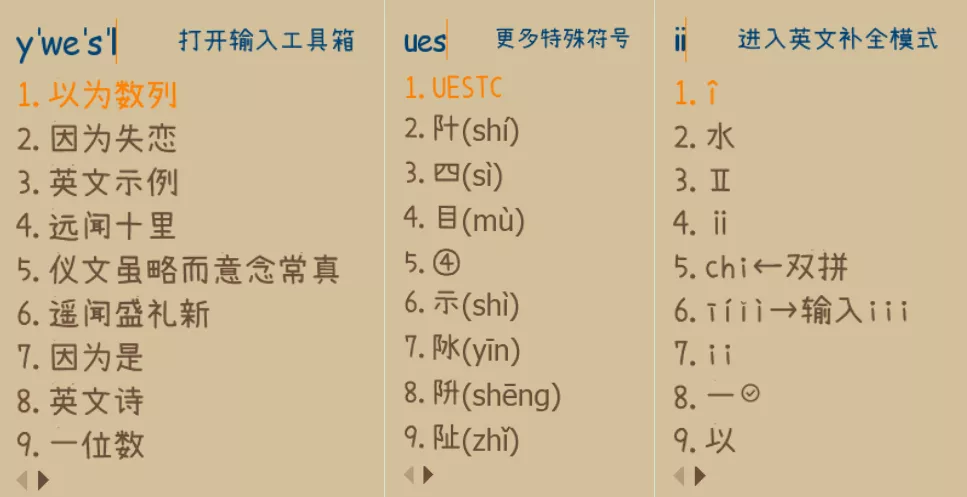 y'we's'l 打开输入工具箱
1. 以为数列
2. 因为失恋
3. 英文示例
4. 远闻十里
5. 仪文虽略而意念常真
6. 遥闻盛礼新
7. 因为是
8. 英文诗
9. 一位数
ues 更多特殊符号
1. UESTC
2. 阩(shí)
3. 四(sì)
4. 目(mù)
5. ④
6. 示(shì)
7. 阥(yīn)
8. 阩(shēng)
9. 阯(zhǐ)
ii 进入英文补全模式
1. î
2. 水
3. Ⅱ
4. ⅱ
5. chi←双拼
6. īíǐì→输入iii
7. ii
8. 一
9. 以